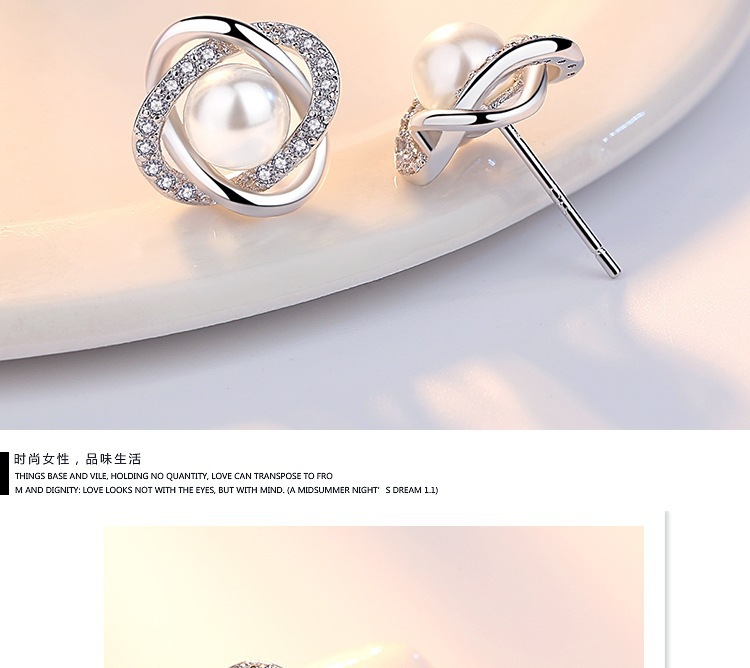 时尚女性，品味生活
THINGS BASE AND VILE, HOLDING NO QUANTITY, LOVE CAN TRANSPOSE TO FRO
M AND DIGNITY: LOVE LOOKS NOT WITH THE EYES, BUT WITH MIND. (A MIDSUMMER NIGHT'S DREAM 1.1)